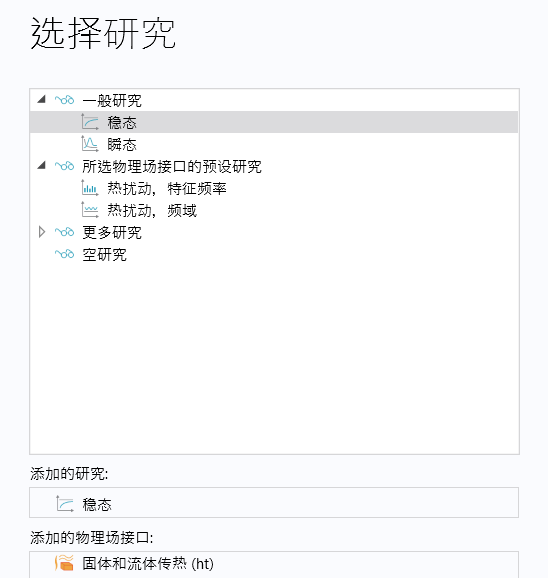 选择研究
一般研究
稳态
瞬态
所选物理场接口的预设研究
热扰动，特征频率
热扰动，频域
更多研究
空研究
添加的研究:
稳态
添加的物理场接口:
固体和流体传热 (ht)